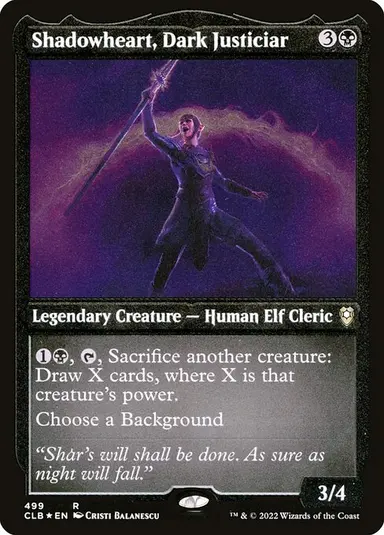 Shadowheart, Dark Justiciar 3
Legendary Creature — Human Elf Cleric
1, , Sacrifice another creature:
Draw X cards, where X is that
creature's power.
Choose a Background
"Shar's will shall be done. As sure as
night will fall."
499 R
CLB ★ EN Cristi Balanescu
3/4
™ & © 2022 Wizards of the Coast